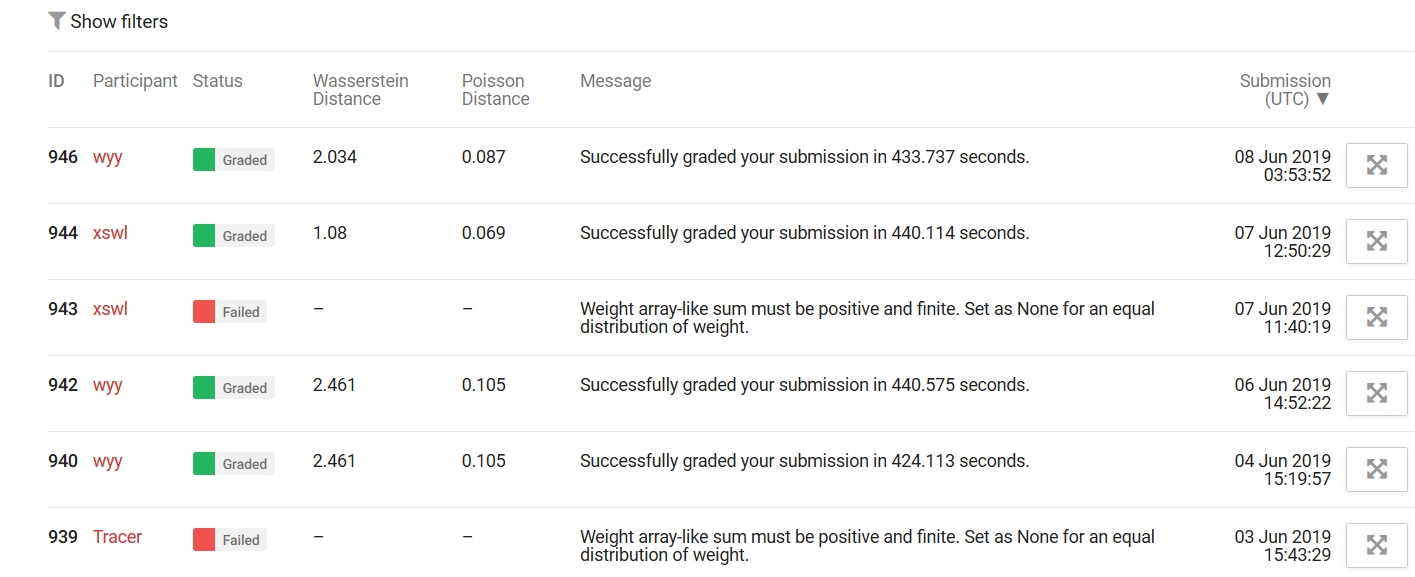 Show filters
ID Participant Status Wasserstein Distance Poisson Distance Message Submission (UTC) ▼
946 wyy Graded 2.034 0.087 Successfully graded your submission in 433.737 seconds. 08 Jun 2019 03:53:52
944 xswl Graded 1.08 0.069 Successfully graded your submission in 440.114 seconds. 07 Jun 2019 12:50:29
943 xswl Failed – – Weight array-like sum must be positive and finite. Set as None for an equal distribution of weight. 07 Jun 2019 11:40:19
942 wyy Graded 2.461 0.105 Successfully graded your submission in 440.575 seconds. 06 Jun 2019 14:52:22
940 wyy Graded 2.461 0.105 Successfully graded your submission in 424.113 seconds. 04 Jun 2019 15:19:57
939 Tracer Failed – – Weight array-like sum must be positive and finite. Set as None for an equal distribution of weight. 03 Jun 2019 15:43:29